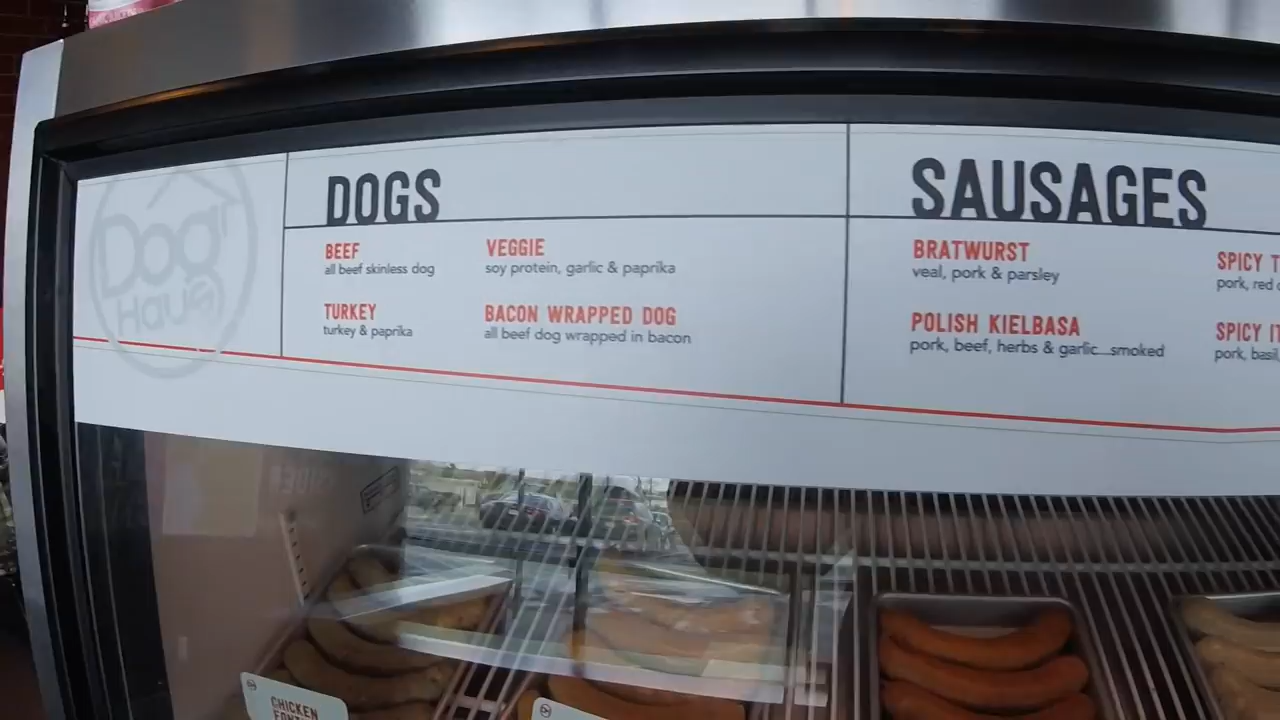 Dog
Haus
DOGS
BEEF
all beef skinless dog
TURKEY
turkey & paprika
VEGGIE
soy protein, garlic & paprika
BACON WRAPPED DOG
all beef dog wrapped in bacon
SAUSAGES
BRATWURST
veal, pork & parsley
POLISH KIELBASA
pork, beef, herbs & garlic...smoked
SPICY
pork, red
SPICY
pork, basil,
CHICKEN